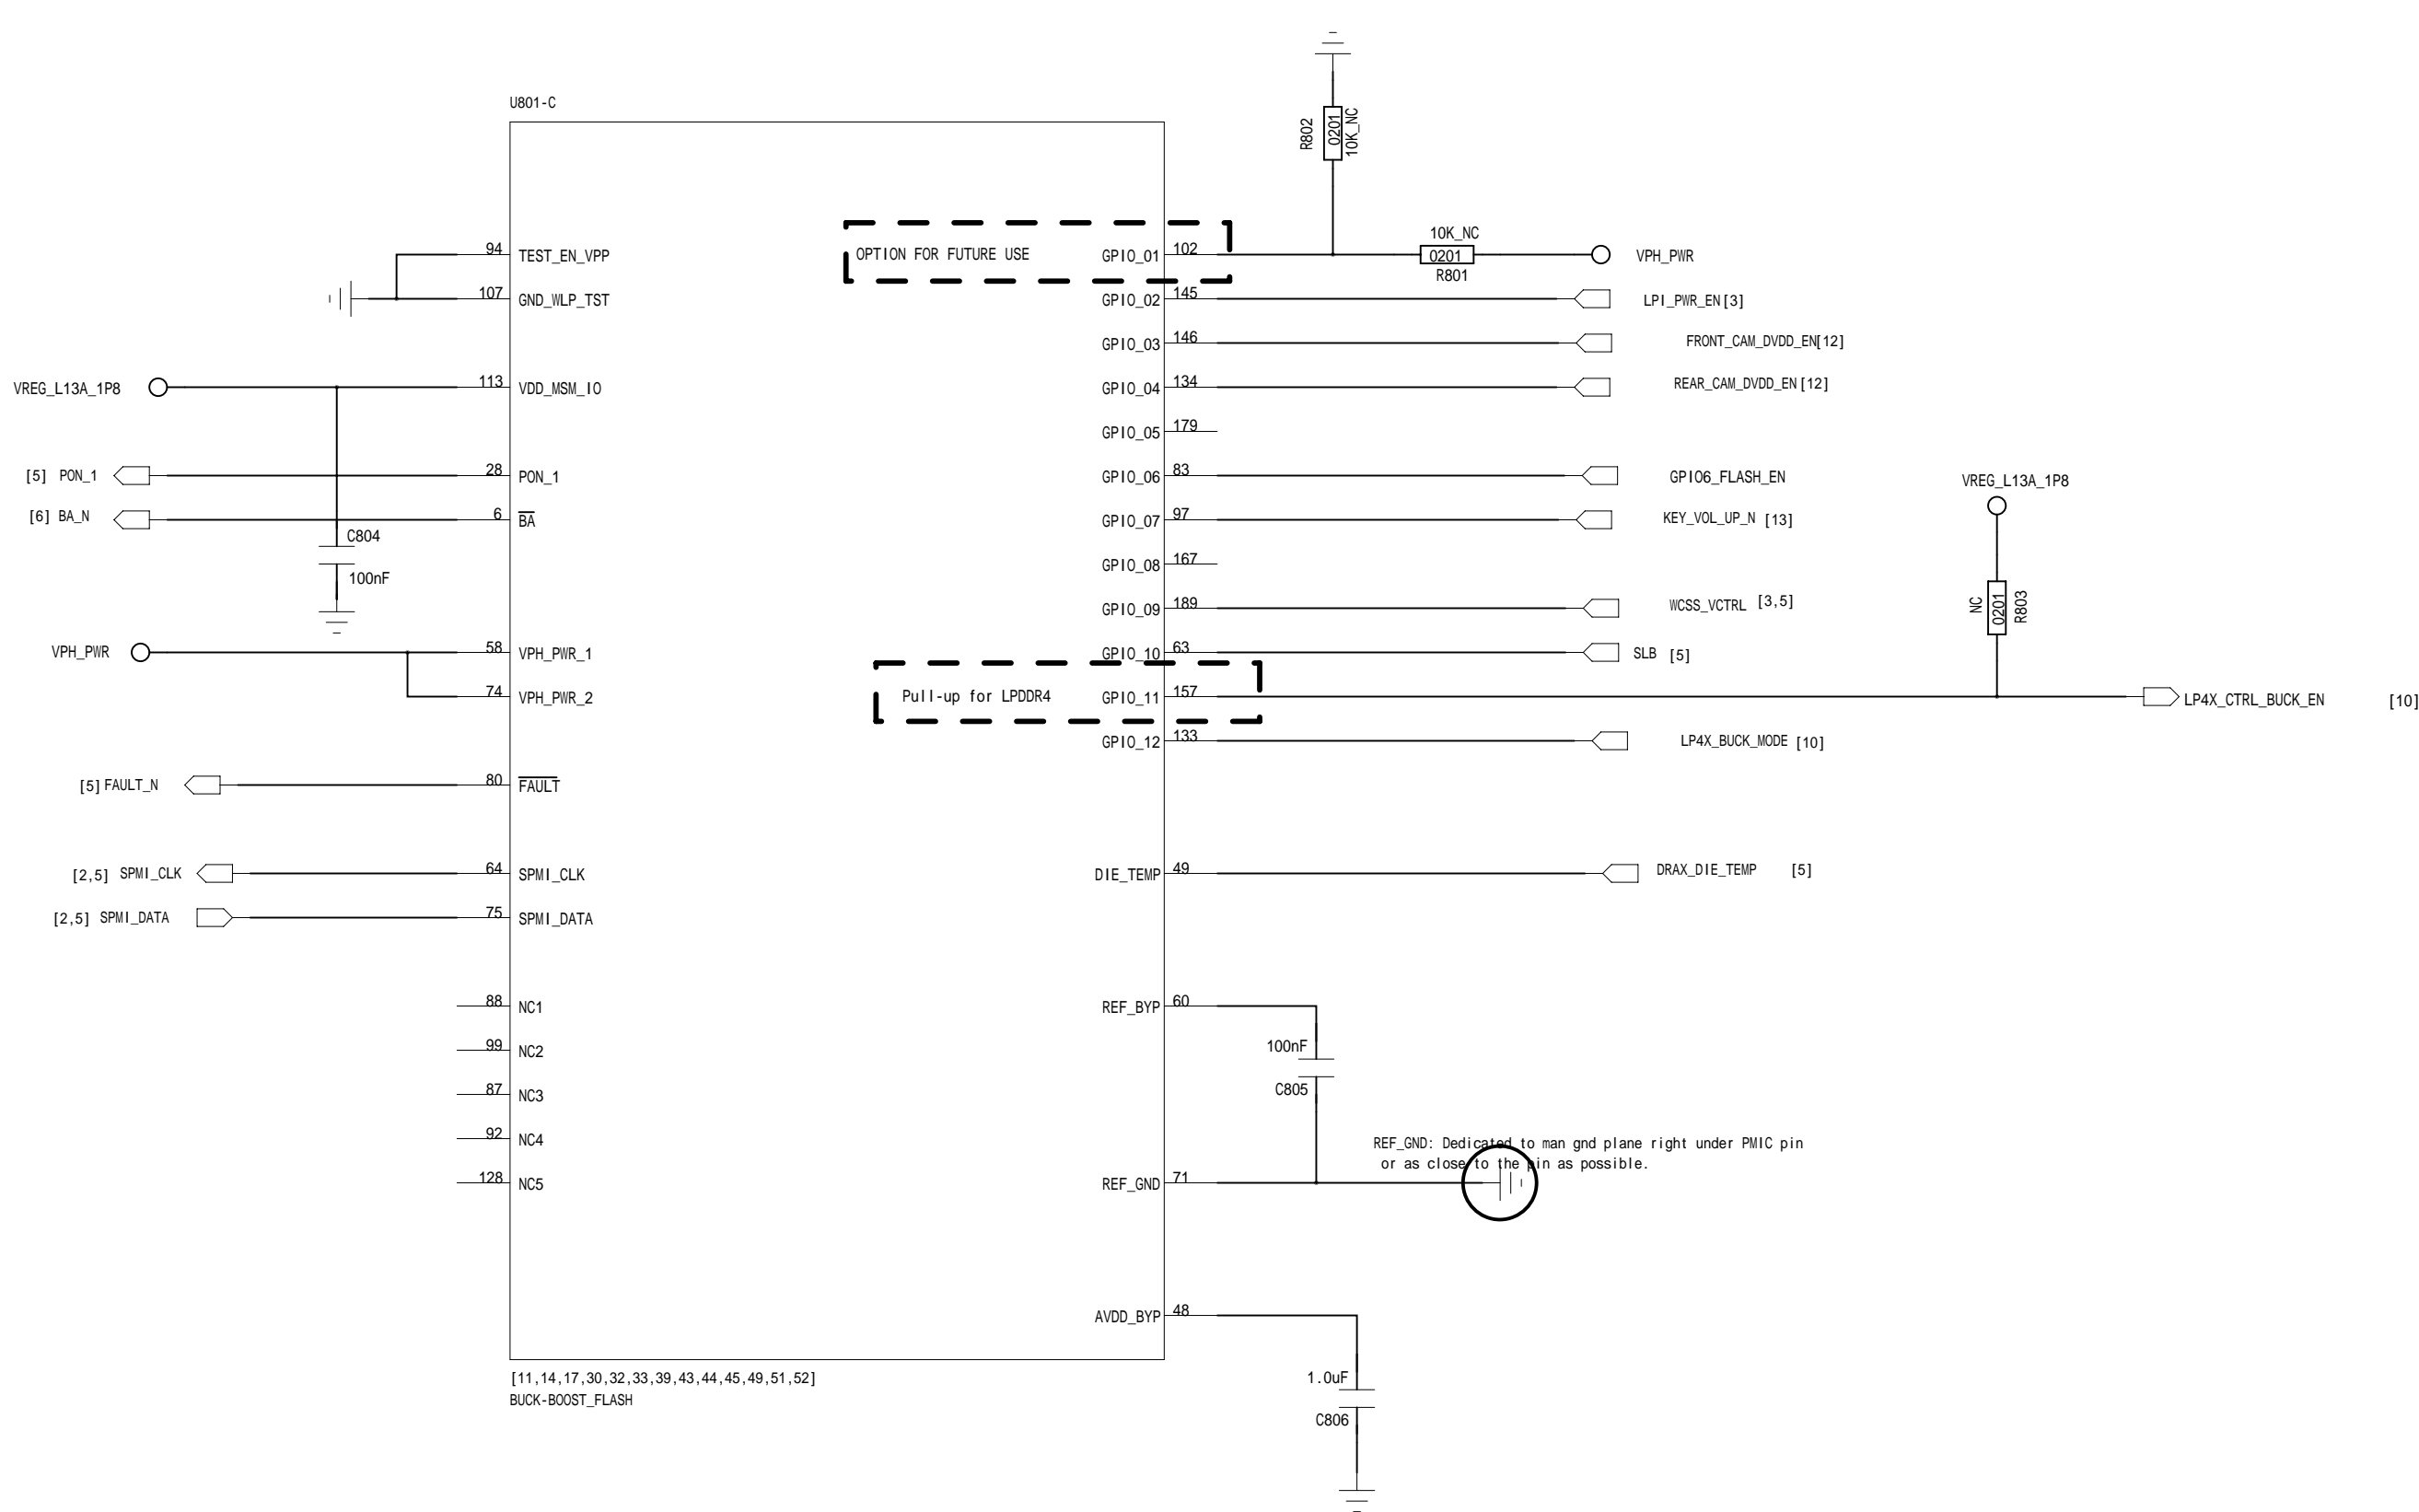 U801-C
R802
0201
10K_NC
OPTION FOR FUTURE USE
94 TEST_EN_VPP
107 GND_WLP_TST
VREG_L13A_1P8
113 VDD_MSM_IO
[5] PON_1
28 PON_1
[6] BA_N
6 BA
C804
100nF
VPH_PWR
58 VPH_PWR_1
74 VPH_PWR_2
[5] FAULT_N
80 FAULT
[2,5] SPMI_CLK
64 SPMI_CLK
[2,5] SPMI_DATA
75 SPMI_DATA
88 NC1
99 NC2
87 NC3
92 NC4
128 NC5
GPIO_01 102
10K_NC
0201
R801
VPH_PWR
GPIO_02 145
LPI_PWR_EN [3]
GPIO_03 146
FRONT_CAM_DVDD_EN[12]
GPIO_04 134
REAR_CAM_DVDD_EN [12]
GPIO_05 179
GPIO_06 83
GPIO6_FLASH_EN
GPIO_07 97
KEY_VOL_UP_N [13]
GPIO_08 167
GPIO_09 189
WCSS_VCTRL [3,5]
GPIO_10 63
SLB [5]
Pull-up for LPDDR4
GPIO_11 157
VREG_L13A_1P8
NC
0201
R803
LP4X_CTRL_BUCK_EN [10]
GPIO_12 133
LP4X_BUCK_MODE [10]
DIE_TEMP 49
DRAX_DIE_TEMP [5]
REF_BYP 60
100nF
C805
REF_GND: Dedicated to man gnd plane right under PMIC pin
or as close to the pin as possible.
REF_GND 71
AVDD_BYP 48
1.0uF
C806
[11,14,17,30,32,33,39,43,44,45,49,51,52]
BUCK-BOOST_FLASH